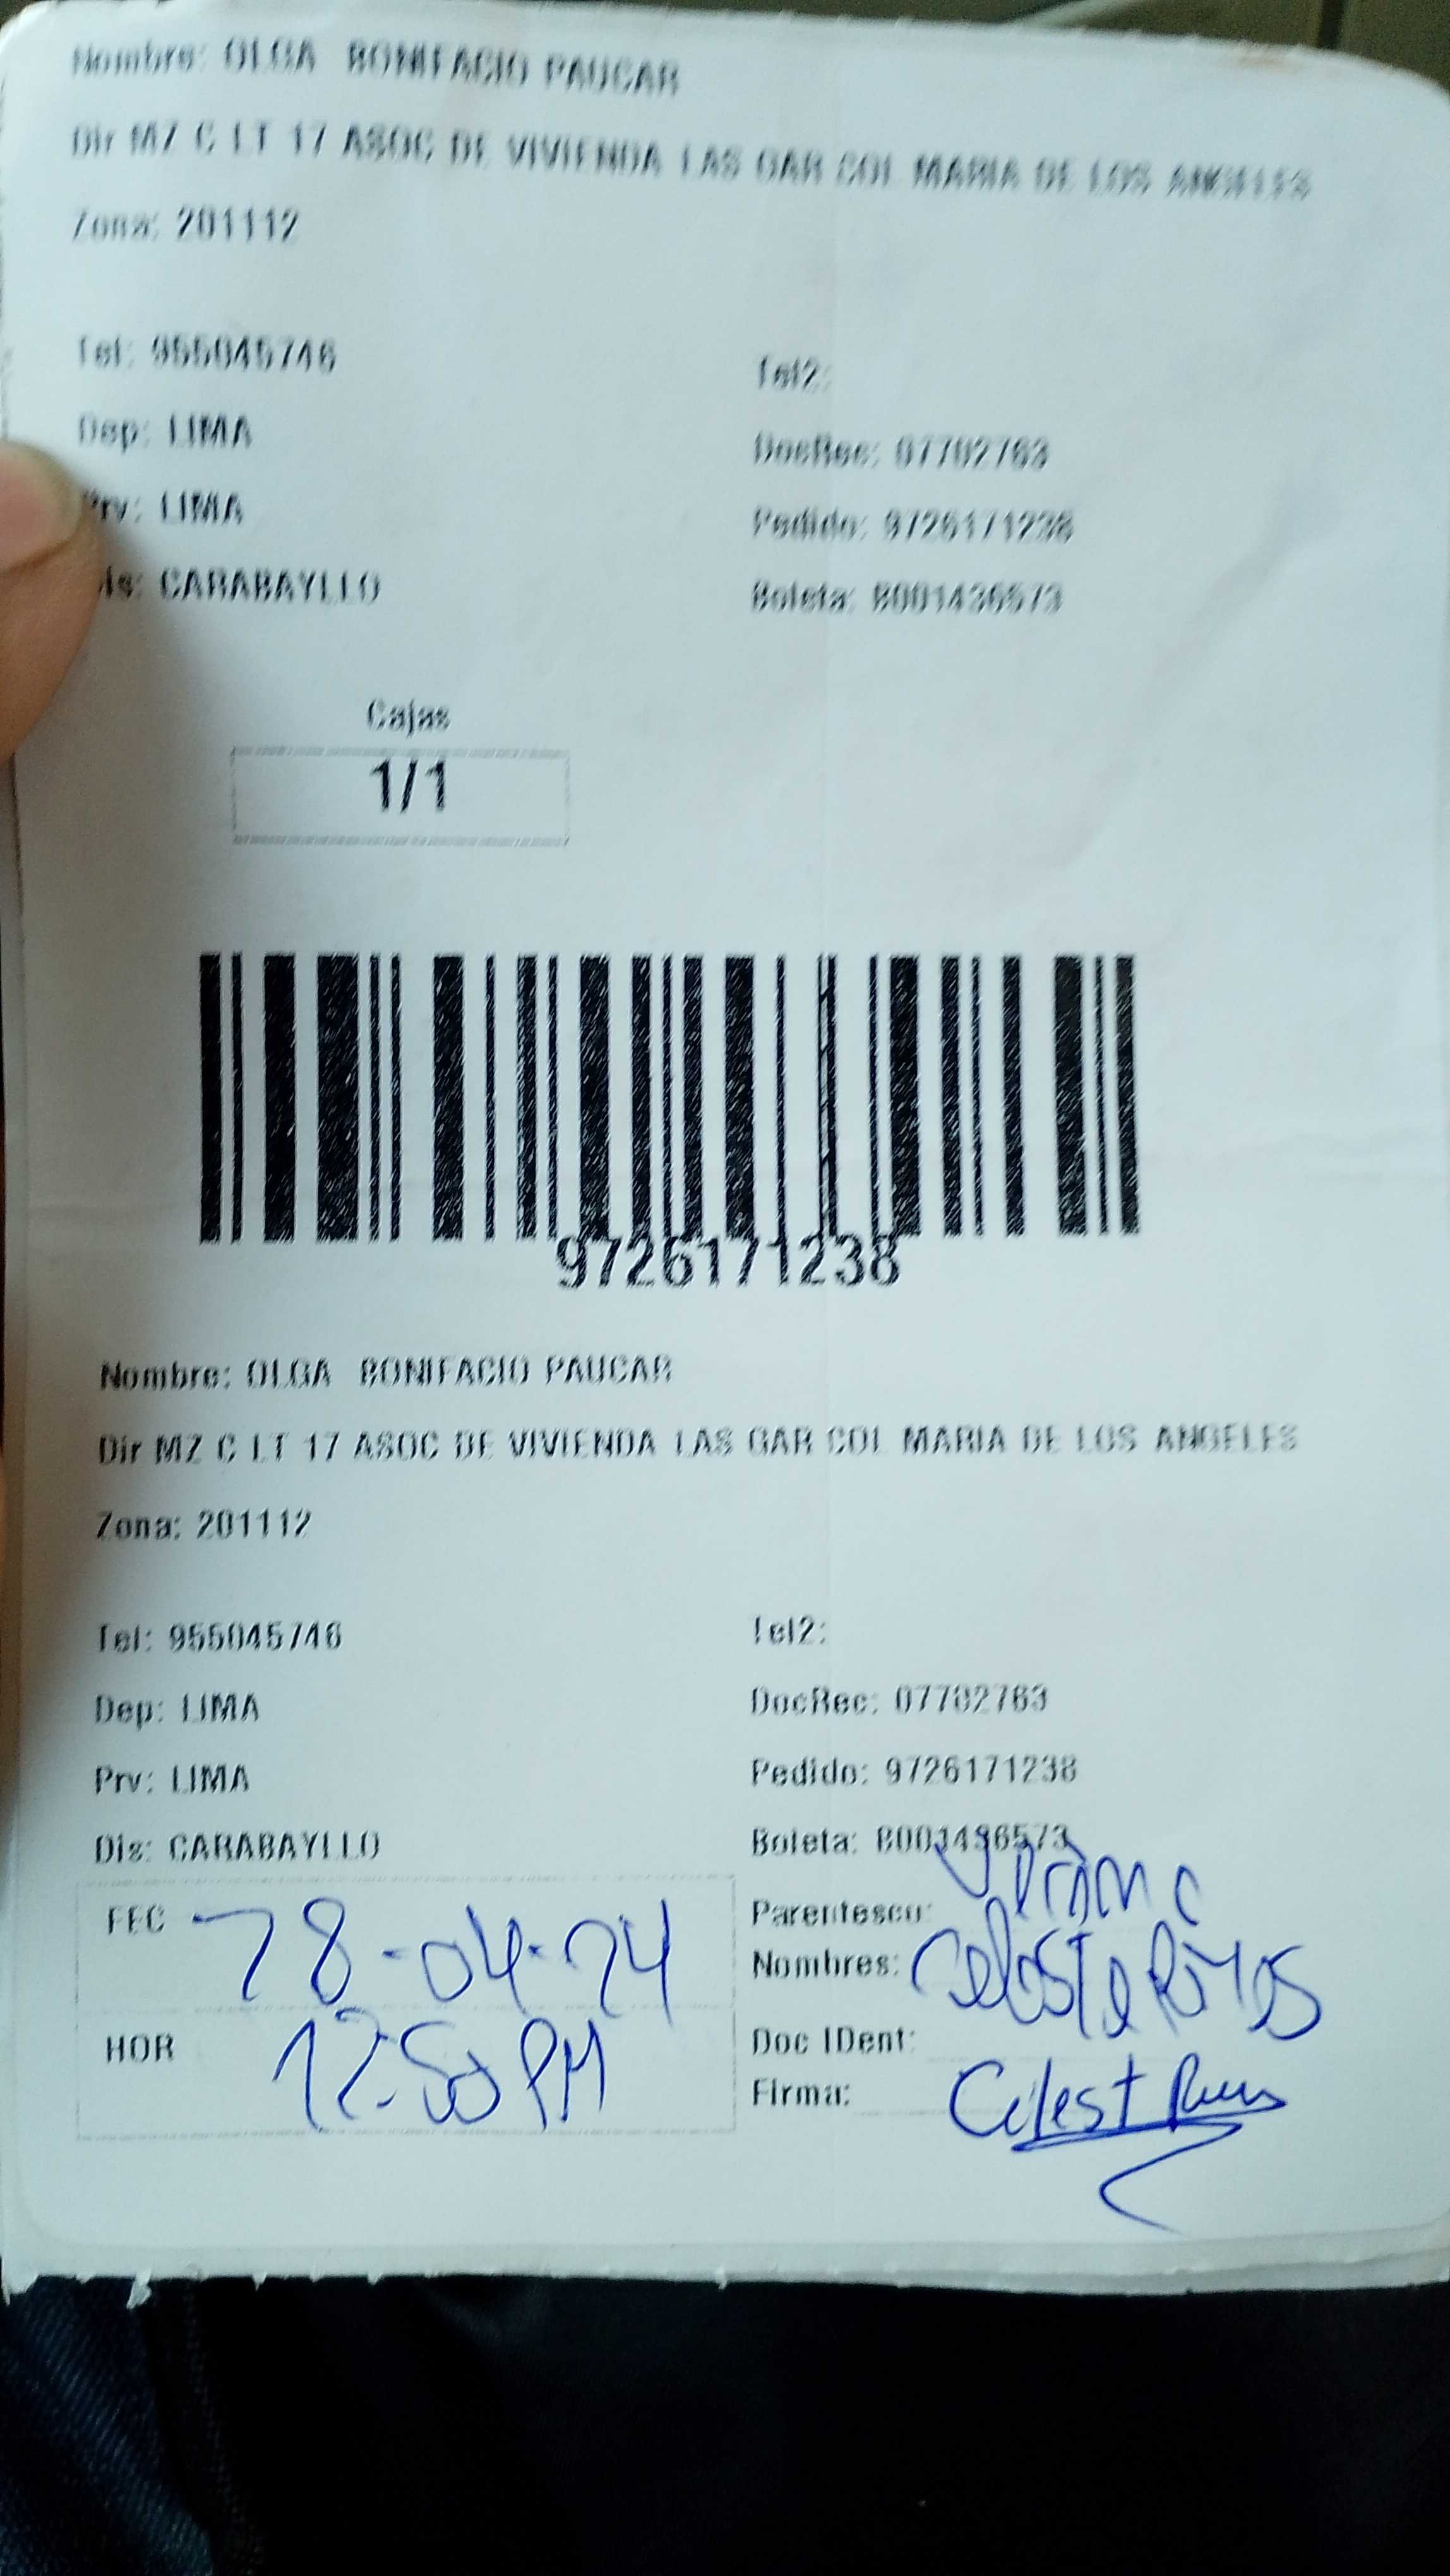 Nombre: OLGA BONIFACIO PAUCAR
Dir MZ C LT 17 ASOC DE VIVIENDA LAS GAR COL MARIA DE LOS ANGELES
Zona: 201112
Tel: 955045746 Tel2:
Dep: LIMA DocRec: 07702763
Prv: LIMA Pedido: 9726171238
Dis: CARABAYLLO Boleta: B001436573
Cajas
1/1
9726171238
Nombre: OLGA BONIFACIO PAUCAR
Dir MZ C LT 17 ASOC DE VIVIENDA LAS GAR COL MARIA DE LOS ANGELES
Zona: 201112
Tel: 955045746 Tel2:
Dep: LIMA DocRec: 07702763
Prv: LIMA Pedido: 9726171238
Dis: CARABAYLLO Boleta: B001436573
FEC 28-04-24 Parentesco:
Nombres: Celeste
HOR 12:50 PM Doc IDent:
Firma: Celest